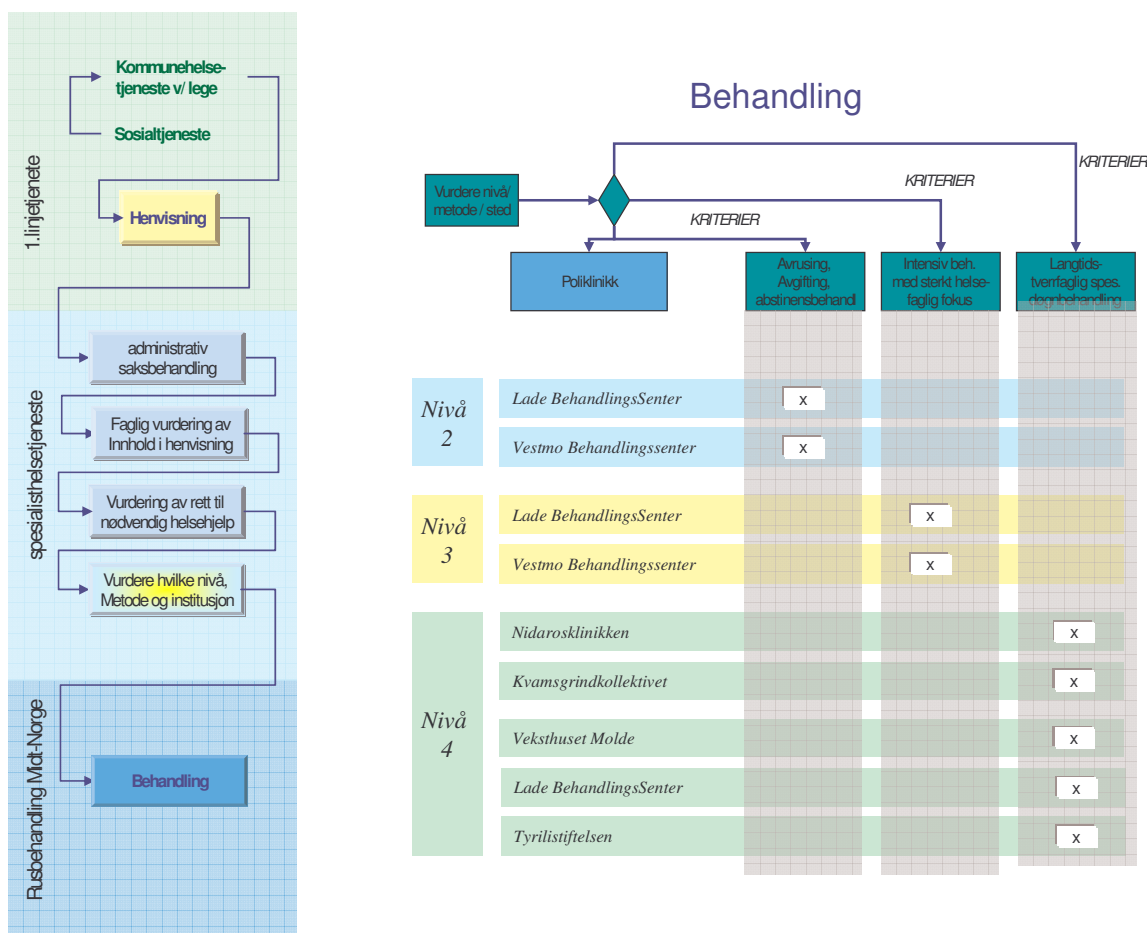 Kommunehelse-
tjeneste v/ lege
Sosialtjeneste
1.linjetjenete
Henvisning
administrativ
saksbehandling
Faglig vurdering av
Innhold i henvisning
spesialisthelsetjeneste
Vurdering av rett til
nødvendig helsehjelp
Vurdere hvilke nivå,
Metode og institusjon
Rusbehandling Midt-Norge
Behandling
Behandling
KRITERIER
KRITERIER
KRITERIER
Vurdere nivå/
metode / sted
Poliklinikk
Avrusing,
Avgifting,
abstinensbehandl
Intensiv beh.
med sterkt helse-
faglig fokus
Langtids-
tverrfaglig spes.
døgnbehandling
Nivå
2
Lade BehandlingsSenter
x
Vestmo Behandlingssenter
x
Nivå
3
Lade BehandlingsSenter
x
Vestmo Behandlingssenter
x
Nivå
4
Nidarosklinikken
x
Kvamsgrindkollektivet
x
Veksthuset Molde
x
Lade BehandlingsSenter
x
Tyrilistiftelsen
x